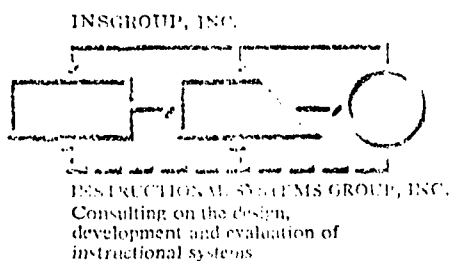 INSGROUP, INC.
INSTRUCTIONAL SYSTEMS GROUP, INC.
Consulting on the design,
development and evaluation of
instructional systems